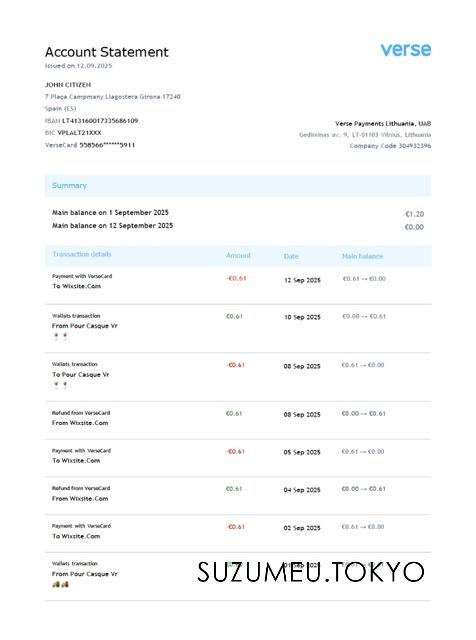 Account Statement
verse
Issued on 12.09.2025
JOHN CITIZEN
7 Plaça Campmany Llagostera Girona 17240
Spain (ES)
IBAN LT413160017335686109
BIC VPLALT21XXX
VerseCard 558566******5911
Verse Payments Lithuania, UAB
Gedimino av. 9, LT-01103 Vilnius, Lithuania
Company Code 304932396
Summary
Main balance on 1 September 2025 €1.20
Main balance on 12 September 2025 €0.00
Transaction details Amount Date Main balance
Payment with VerseCard
To Wixsite.Com -€0.61 12 Sep 2025 €0.61 → €0.00
Wallets transaction
From Pour Casque Vr €0.61 10 Sep 2025 €0.00 → €0.61
Wallets transaction
To Pour Casque Vr -€0.61 08 Sep 2025 €0.61 → €0.00
Refund from VerseCard
From Wixsite.Com €0.61 08 Sep 2025 €0.00 → €0.61
Payment with VerseCard
To Wixsite.Com -€0.61 05 Sep 2025 €0.61 → €0.00
Refund from VerseCard
From Wixsite.Com €0.61 04 Sep 2025 €0.00 → €0.61
Payment with VerseCard
To Wixsite.Com -€0.61 02 Sep 2025 €0.61 → €0.00
Wallets transaction
From Pour Casque Vr
SUZUMEU.TOKYO